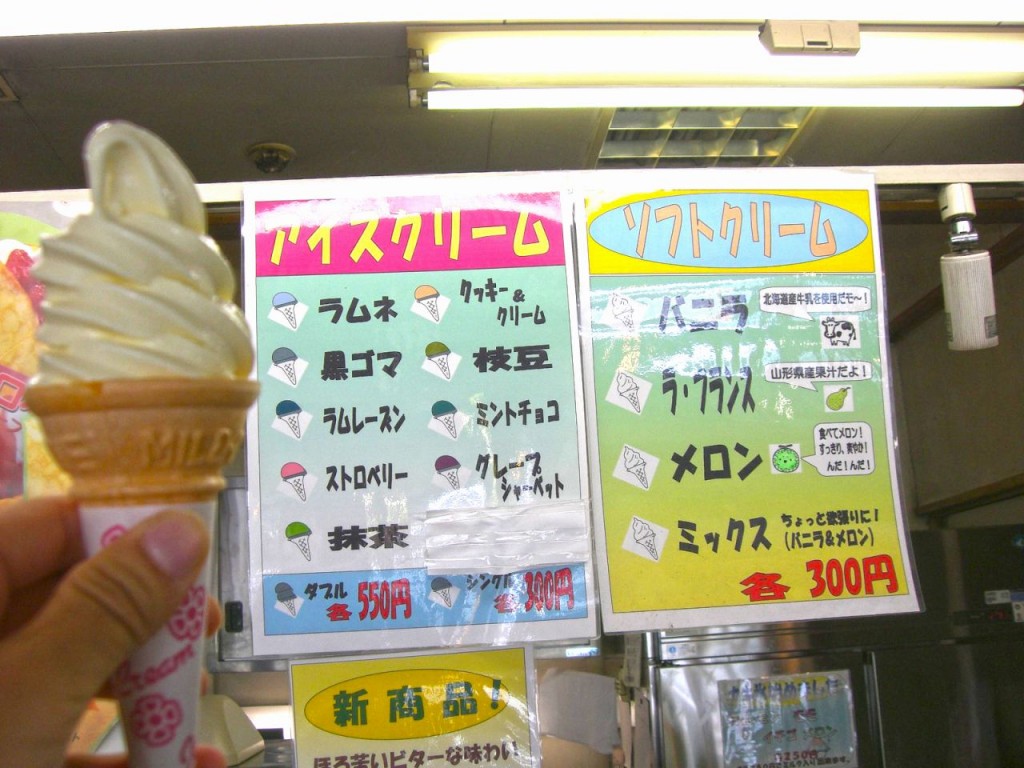 アイスクリーム
ラムネ
クッキー&
クリーム
黒ゴマ
枝豆
ラムレーズン
ミントチョコ
ストロベリー
グレープ
シャーベット
抹茶
ダブル
各550円
シングル
各300円
ソフトクリーム
バニラ
北海道産牛乳を使用だモ〜!
ラ・フランス
山形県産果汁だよ!
メロン
食べてメロン!
すっきり、爽やか!
んだ!んだ!
ミックス
ちょっと欲張りに!
(バニラ&メロン)
各300円
新商品!
ほろ苦いビターな味わい
cream